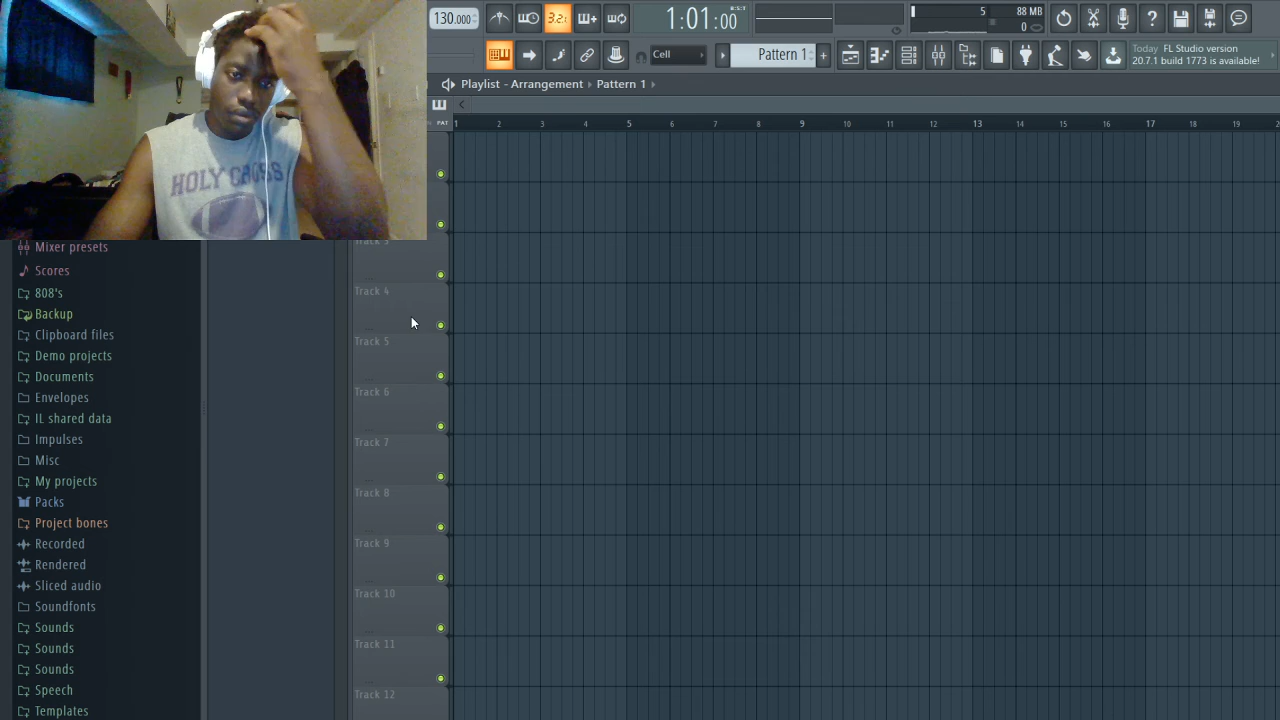 130.000
3.2.
1:01:00
B:S:T
5
88 MB
0
Cell
Pattern 1
+
Today FL Studio version
20.7.1 build 1773 is available!
Playlist - Arrangement › Pattern 1 ›
PAT
1 2 3 4 5 6 7 8 9 10 11 12 13 14 15 16 17 18 19
HOLY CROSS
Mixer presets
Scores
808's
Backup
Clipboard files
Demo projects
Documents
Envelopes
IL shared data
Impulses
Misc
My projects
Packs
Project bones
Recorded
Rendered
Sliced audio
Soundfonts
Sounds
Sounds
Sounds
Speech
Templates
Track 3
Track 4
Track 5
Track 6
Track 7
Track 8
Track 9
Track 10
Track 11
Track 12